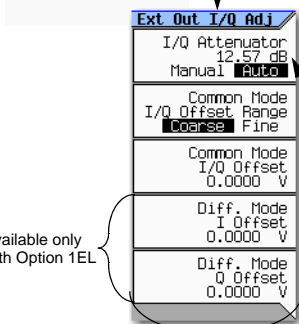 Ext Out I/Q Adj
I/Q Attenuator
12.57 dB
Manual Auto
Common Mode
I/Q Offset Range
Coarse Fine
Common Mode
I/Q Offset
0.0000 V
Diff. Mode
I Offset
0.0000 V
Diff. Mode
Q Offset
0.0000 V
vailable only
th Option 1EL